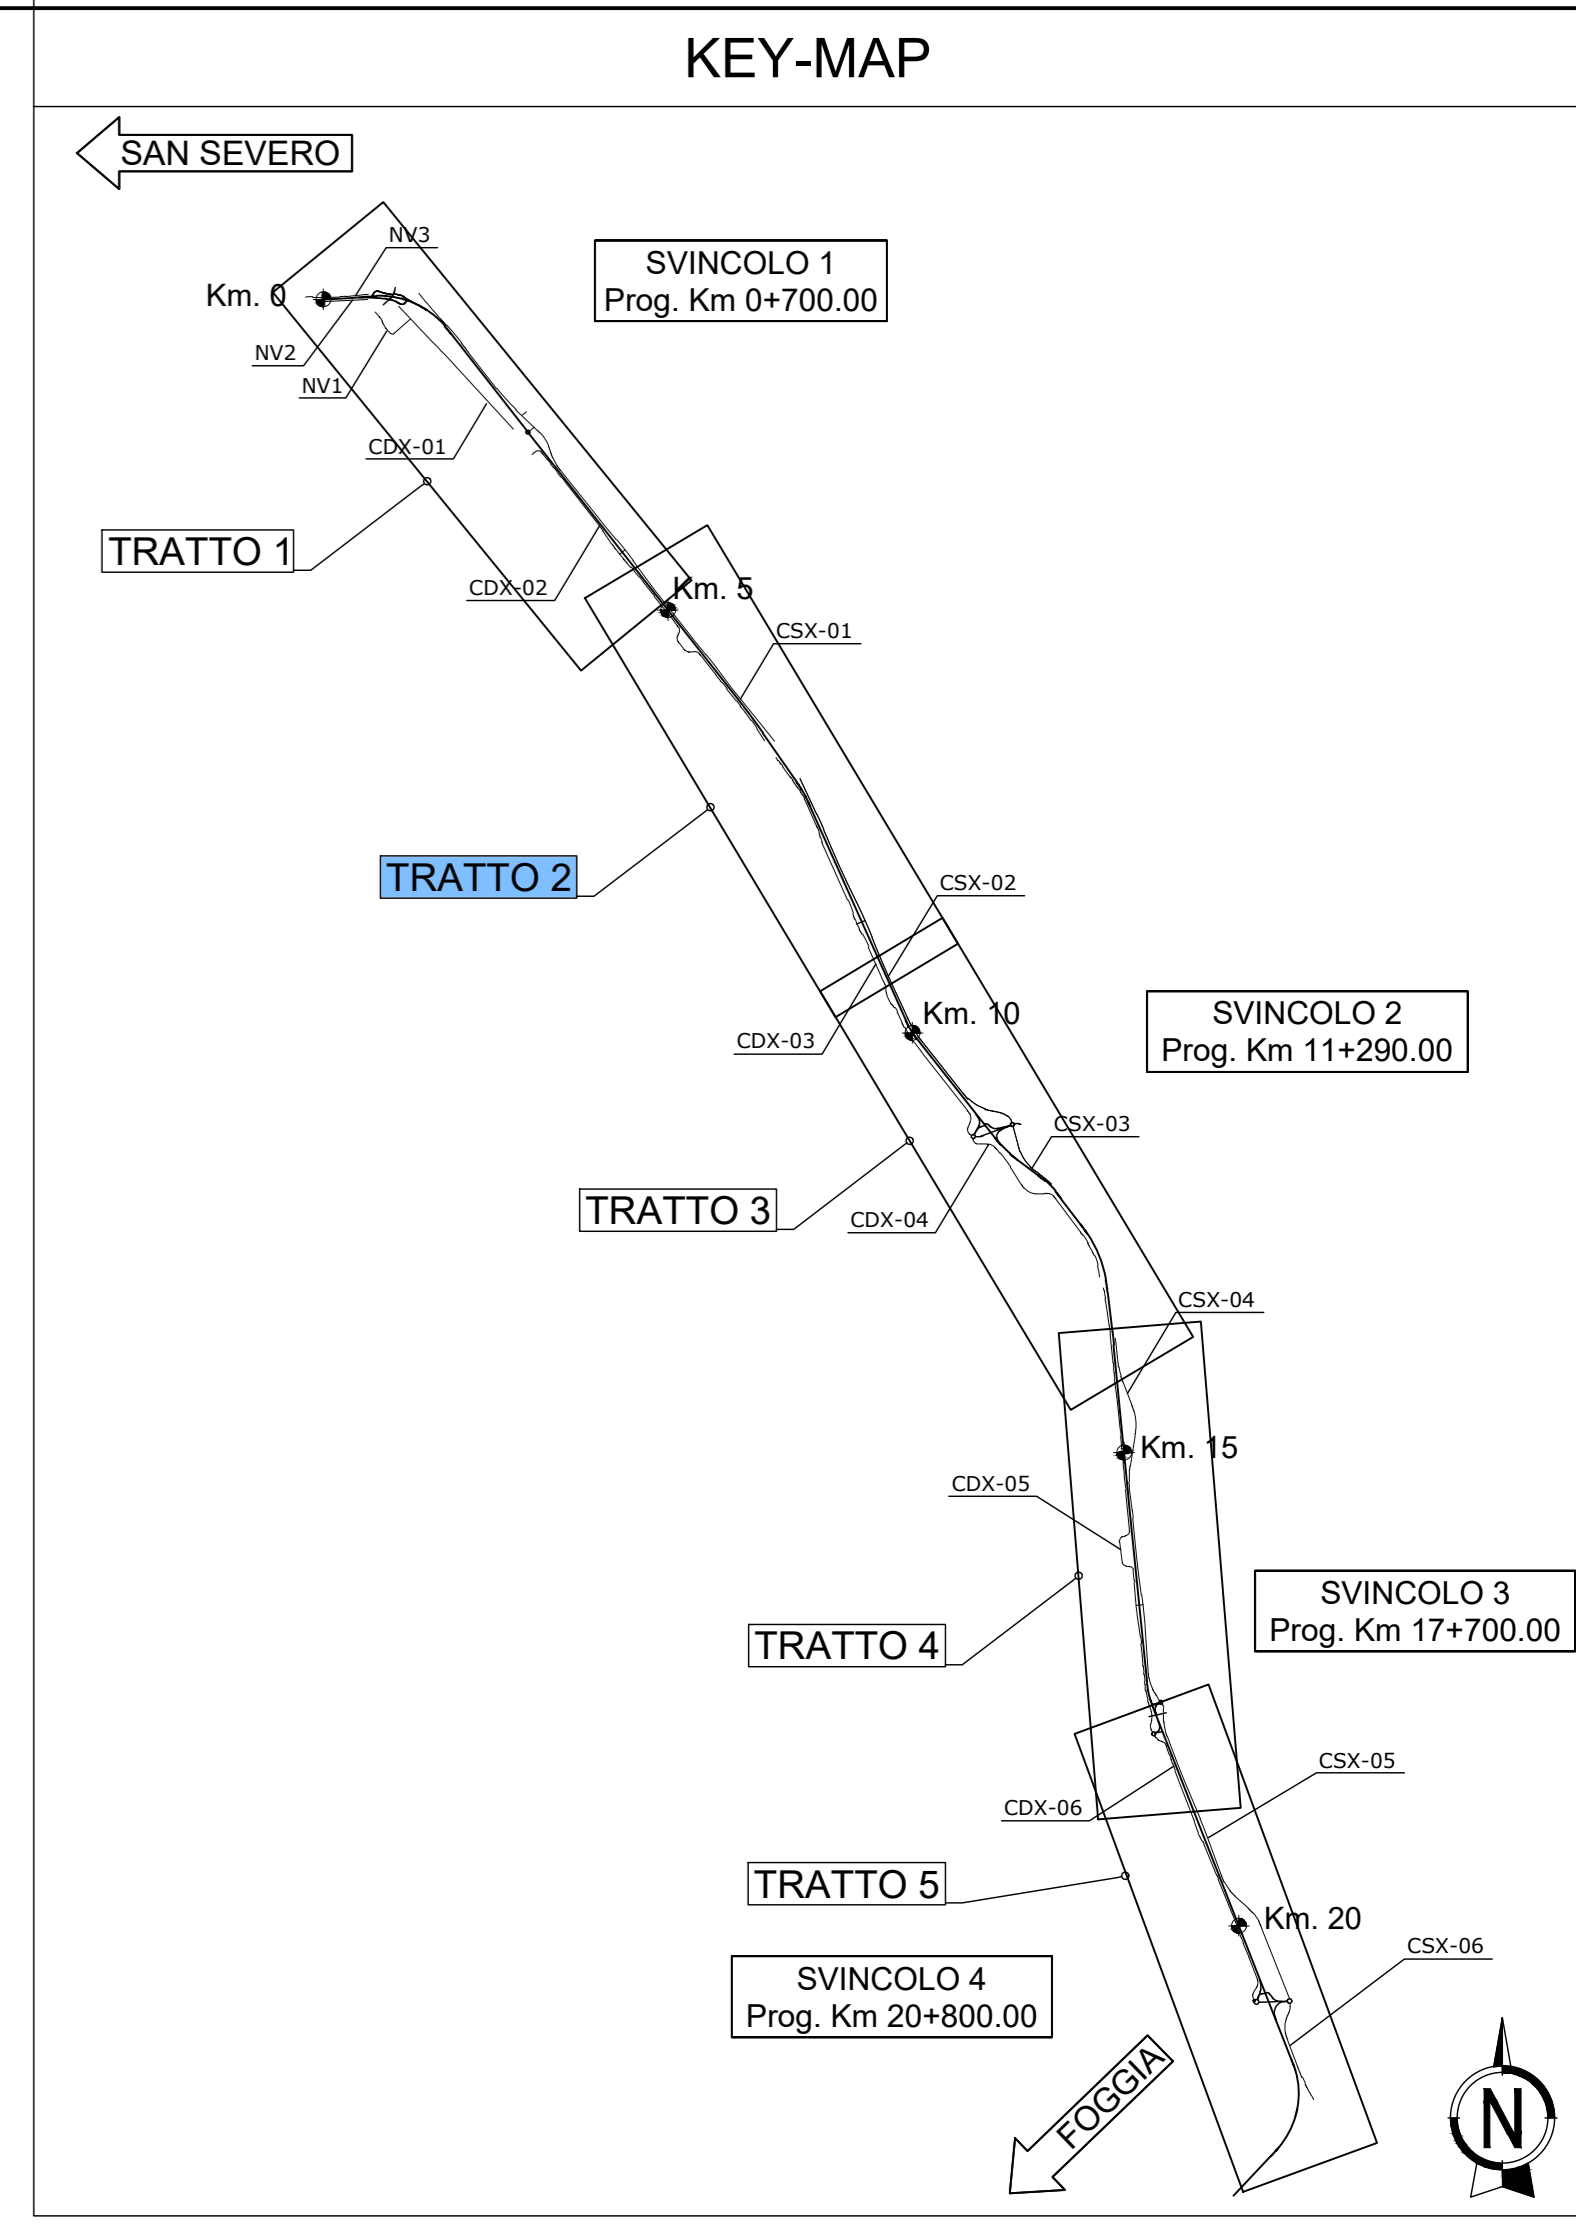 KEY-MAP
SAN SEVERO
NV3
SVINCOLO 1
Prog. Km 0+700.00
Km. 0
NV2
NV1
CDX-01
TRATTO 1
CDX-02
Km. 5
CSX-01
TRATTO 2
CSX-02
SVINCOLO 2
Prog. Km 11+290.00
Km. 10
CDX-03
CSX-03
TRATTO 3
CDX-04
CSX-04
Km. 15
CDX-05
SVINCOLO 3
Prog. Km 17+700.00
TRATTO 4
CSX-05
CDX-06
TRATTO 5
Km. 20
CSX-06
SVINCOLO 4
Prog. Km 20+800.00
FOGGIA
N